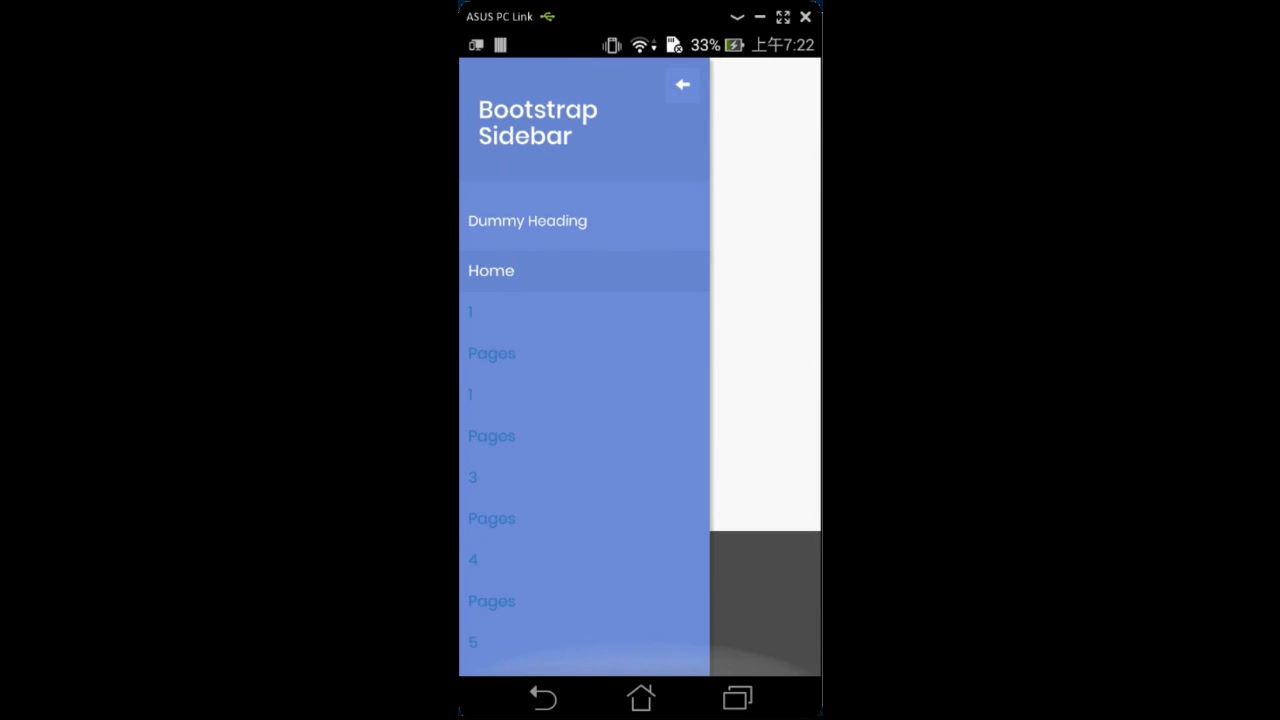 ASUS PC Link
33% 上午7:22
Bootstrap
Sidebar
Dummy Heading
Home
1
Pages
1
Pages
3
Pages
4
Pages
5